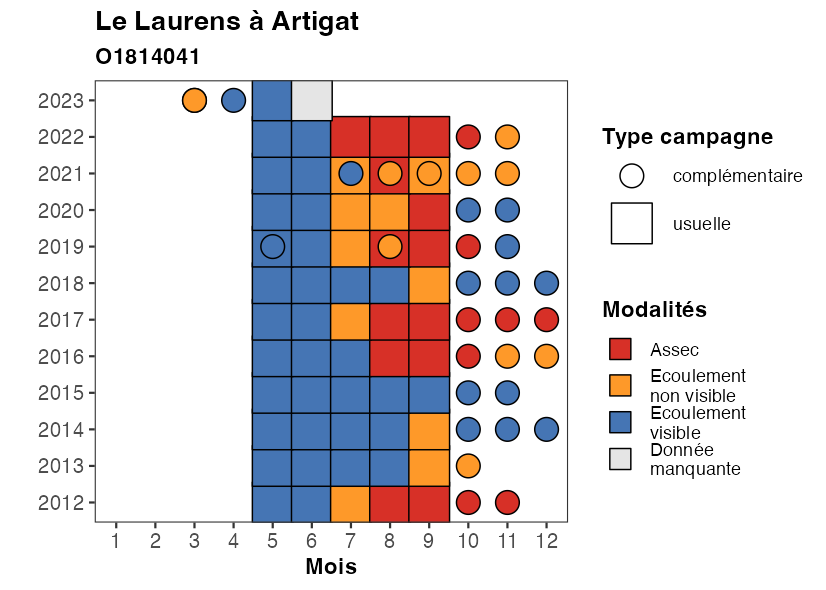 Le Laurens à Artigat
O1814041
2023
2022
2021
2020
2019
2018
2017
2016
2015
2014
2013
2012
1 2 3 4 5 6 7 8 9 10 11 12
Mois
Type campagne
complémentaire
usuelle
Modalités
Assec
Ecoulement
non visible
Ecoulement
visible
Donnée
manquante